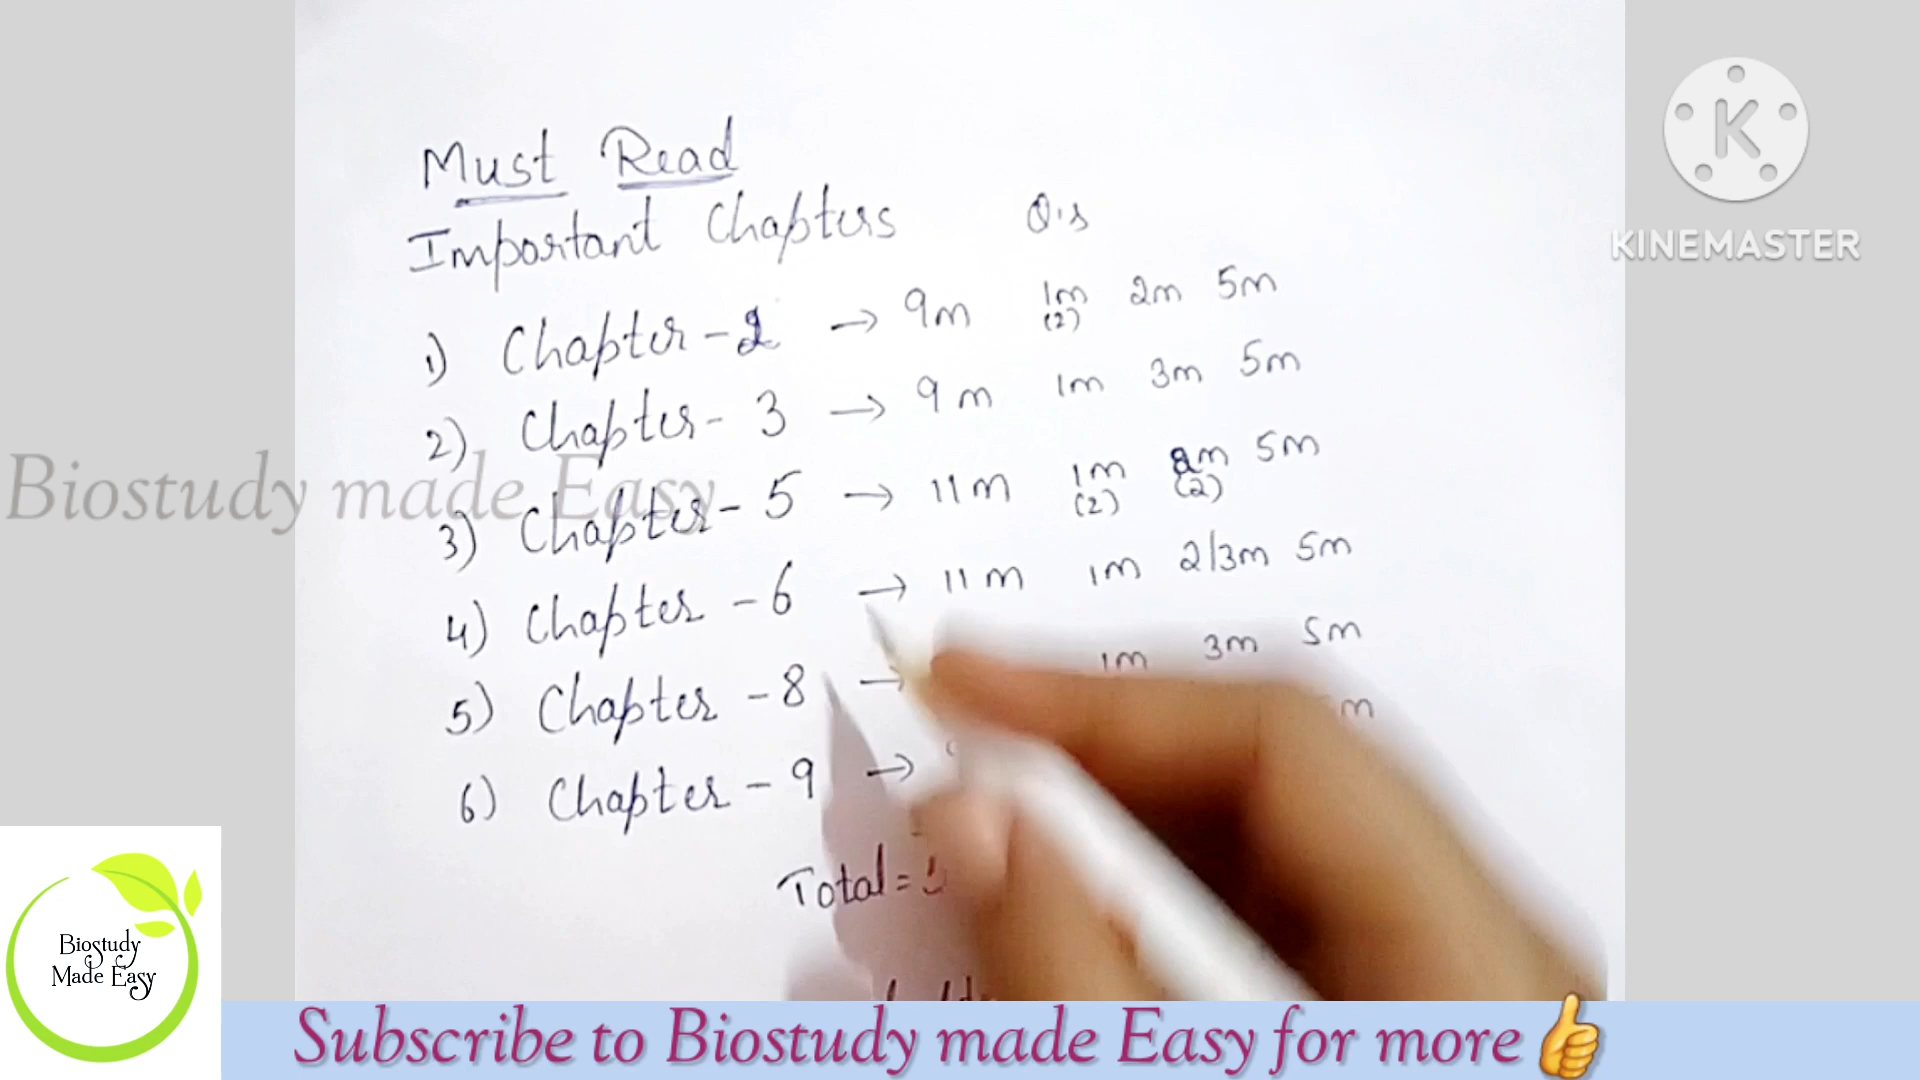 Must Read
Important Chapters Q.s
1) Chapter - 2 → 9m 1m (2) 2m 5m
2) Chapter - 3 → 9m 1m 3m 5m
3) Chapter - 5 → 11m 1m (2) 2m (2) 5m
4) Chapter - 6 → 11m 1m 2/3m 5m
5) Chapter - 8 → 1m 3m 5m
6) Chapter - 9 → m
Total =
KINEMASTER
Biostudy made Easy
Biostudy
Made Easy
Subscribe to Biostudy made Easy for more 👍